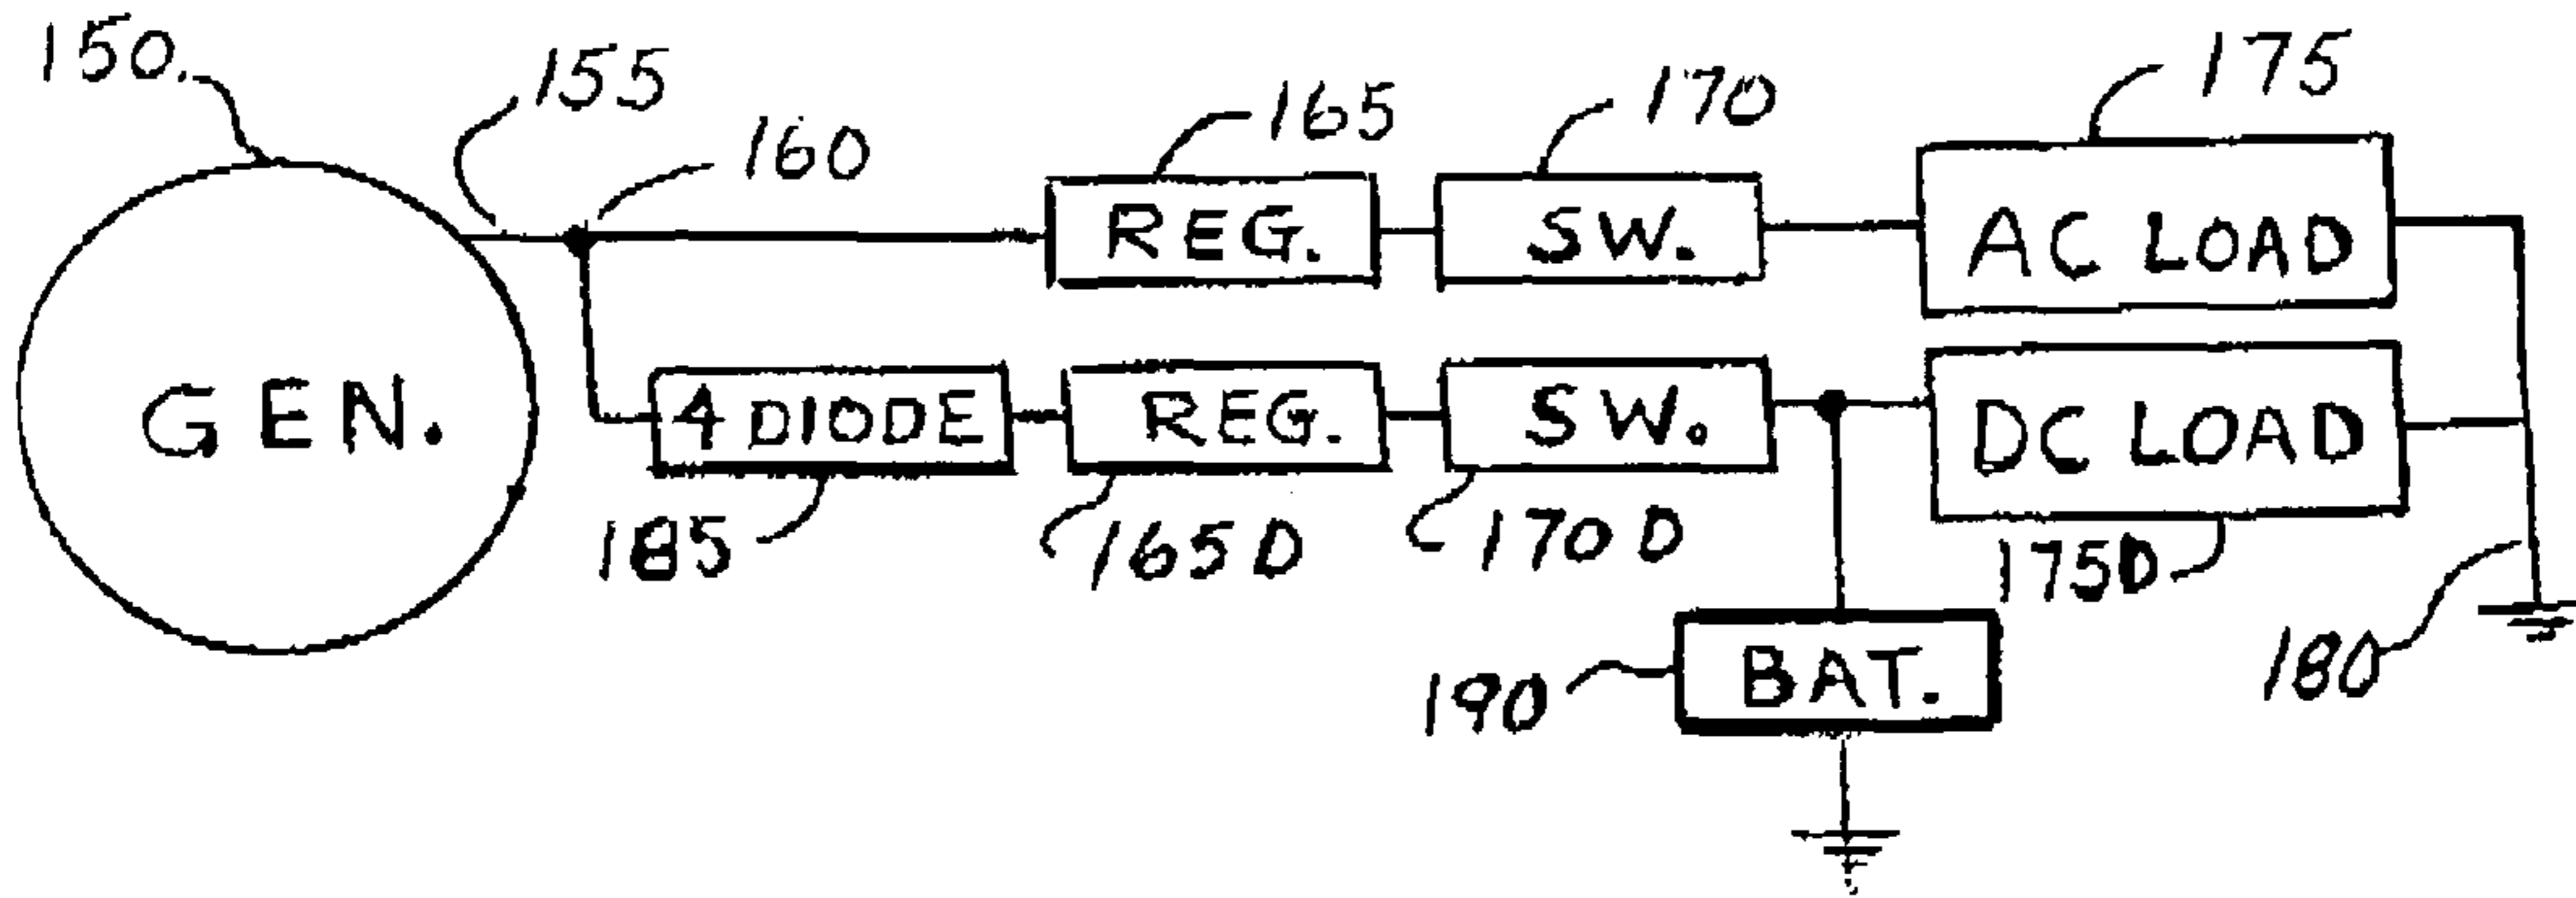 150.
155
160
165
170
175
GEN.
REG.
SW.
AC LOAD
4 DIODE
REG.
SW.
DC LOAD
185
165D
170D
175D
190
BAT.
180